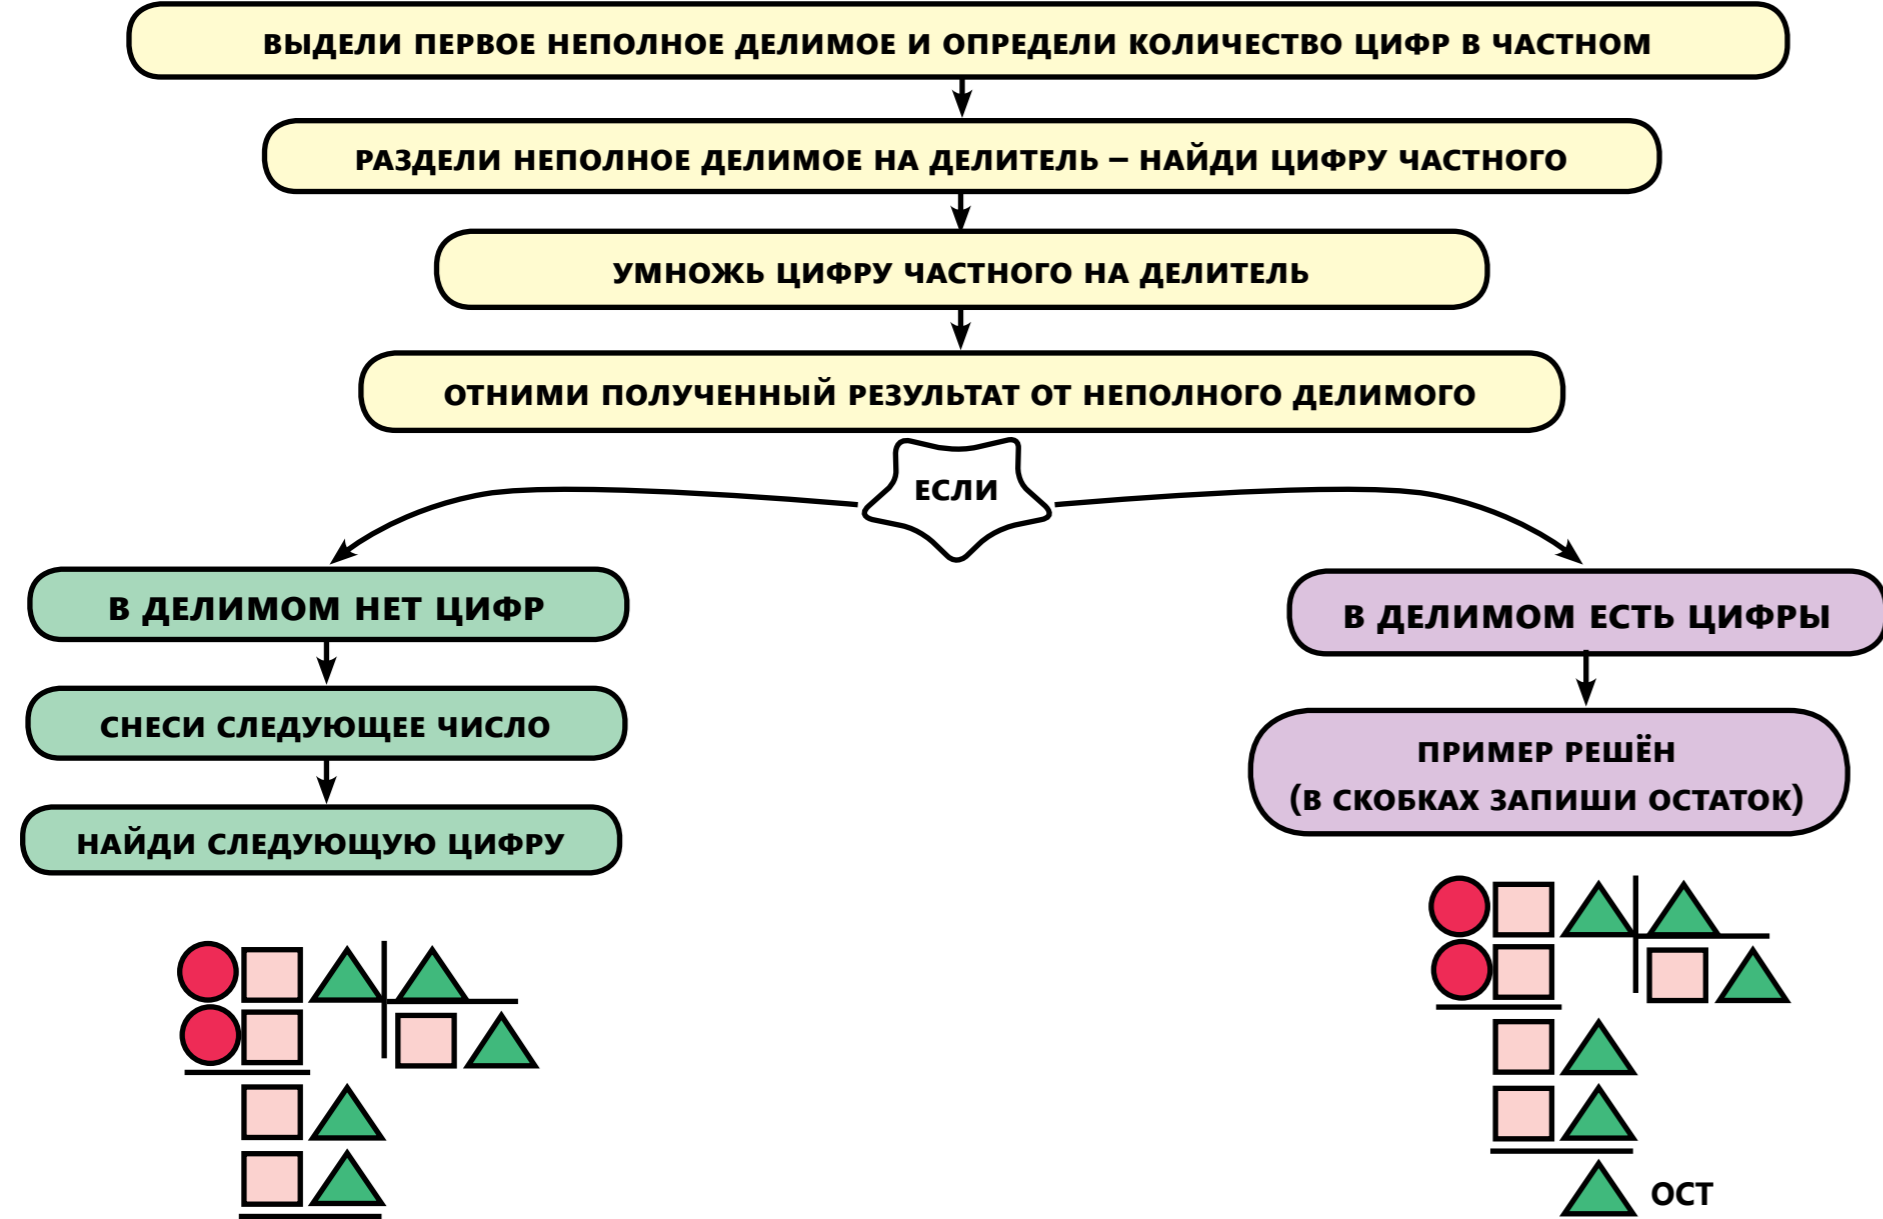 ВЫДЕЛИ ПЕРВОЕ НЕПОЛНОЕ ДЕЛИМОЕ И ОПРЕДЕЛИ КОЛИЧЕСТВО ЦИФР В ЧАСТНОМ
РАЗДЕЛИ НЕПОЛНОЕ ДЕЛИМОЕ НА ДЕЛИТЕЛЬ – НАЙДИ ЦИФРУ ЧАСТНОГО
УМНОЖЬ ЦИФРУ ЧАСТНОГО НА ДЕЛИТЕЛЬ
ОТНИМИ ПОЛУЧЕННЫЙ РЕЗУЛЬТАТ ОТ НЕПОЛНОГО ДЕЛИМОГО
ЕСЛИ
В ДЕЛИМОМ НЕТ ЦИФР
СНЕСИ СЛЕДУЮЩЕЕ ЧИСЛО
НАЙДИ СЛЕДУЮЩУЮ ЦИФРУ
В ДЕЛИМОМ ЕСТЬ ЦИФРЫ
ПРИМЕР РЕШЁН
(В СКОБКАХ ЗАПИШИ ОСТАТОК)
ОСТ